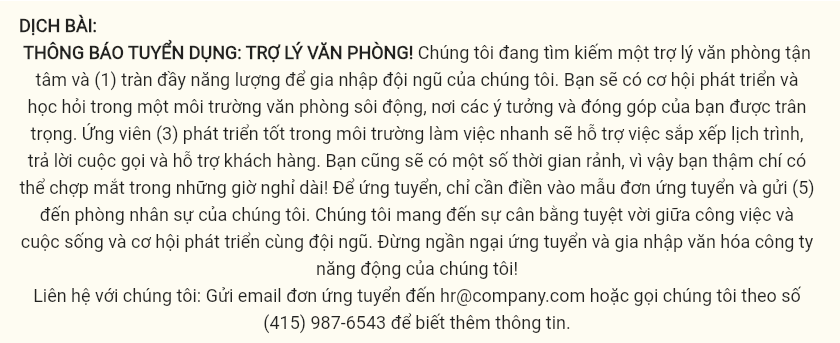 DỊCH BÀI:
THÔNG BÁO TUYỂN DỤNG: TRỢ LÝ VĂN PHÒNG! Chúng tôi đang tìm kiếm một trợ lý văn phòng tận
tâm và (1) tràn đầy năng lượng để gia nhập đội ngũ của chúng tôi. Bạn sẽ có cơ hội phát triển và
học hỏi trong một môi trường văn phòng sôi động, nơi các ý tưởng và đóng góp của bạn được trân
trọng. Ứng viên (3) phát triển tốt trong môi trường làm việc nhanh sẽ hỗ trợ việc sắp xếp lịch trình,
trả lời cuộc gọi và hỗ trợ khách hàng. Bạn cũng sẽ có một số thời gian rảnh, vì vậy bạn thậm chí có
thể chợp mắt trong những giờ nghỉ dài! Để ứng tuyển, chỉ cần điền vào mẫu đơn ứng tuyển và gửi (5)
đến phòng nhân sự của chúng tôi. Chúng tôi mang đến sự cân bằng tuyệt vời giữa công việc và
cuộc sống và cơ hội phát triển cùng đội ngũ. Đừng ngần ngại ứng tuyển và gia nhập văn hóa công ty
năng động của chúng tôi!
Liên hệ với chúng tôi: Gửi email đơn ứng tuyển đến hr@company.com hoặc gọi chúng tôi theo số
(415) 987-6543 để biết thêm thông tin.